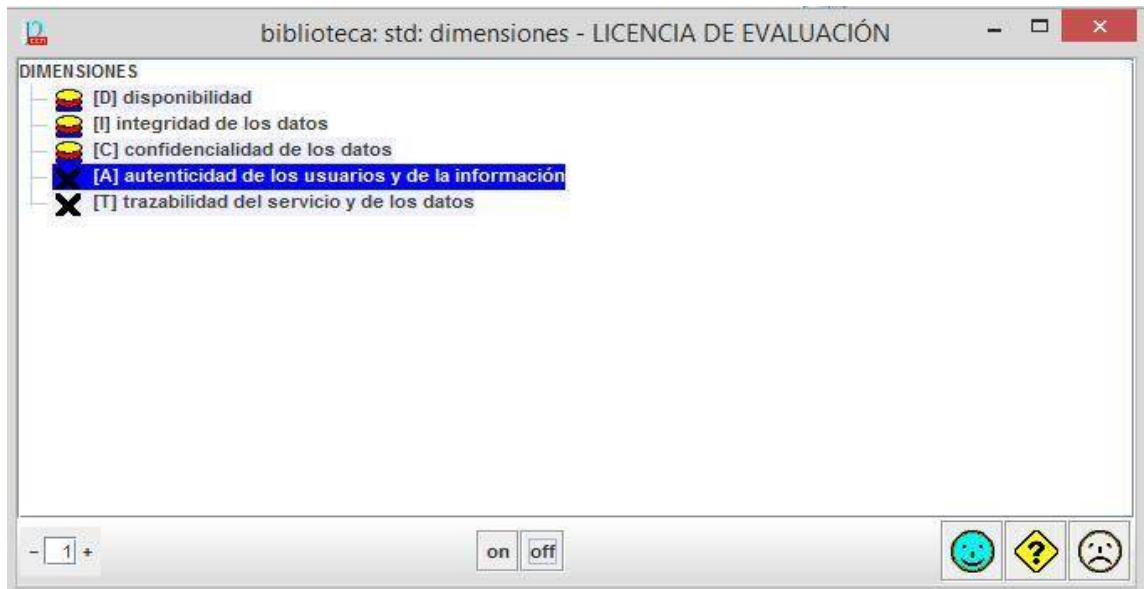 biblioteca: std: dimensiones - LICENCIA DE EVALUACIÓN
DIMENSIONES
[D] disponibilidad
[I] integridad de los datos
[C] confidencialidad de los datos
[A] autenticidad de los usuarios y de la información
[T] trazabilidad del servicio y de los datos
- 1 + on off ?